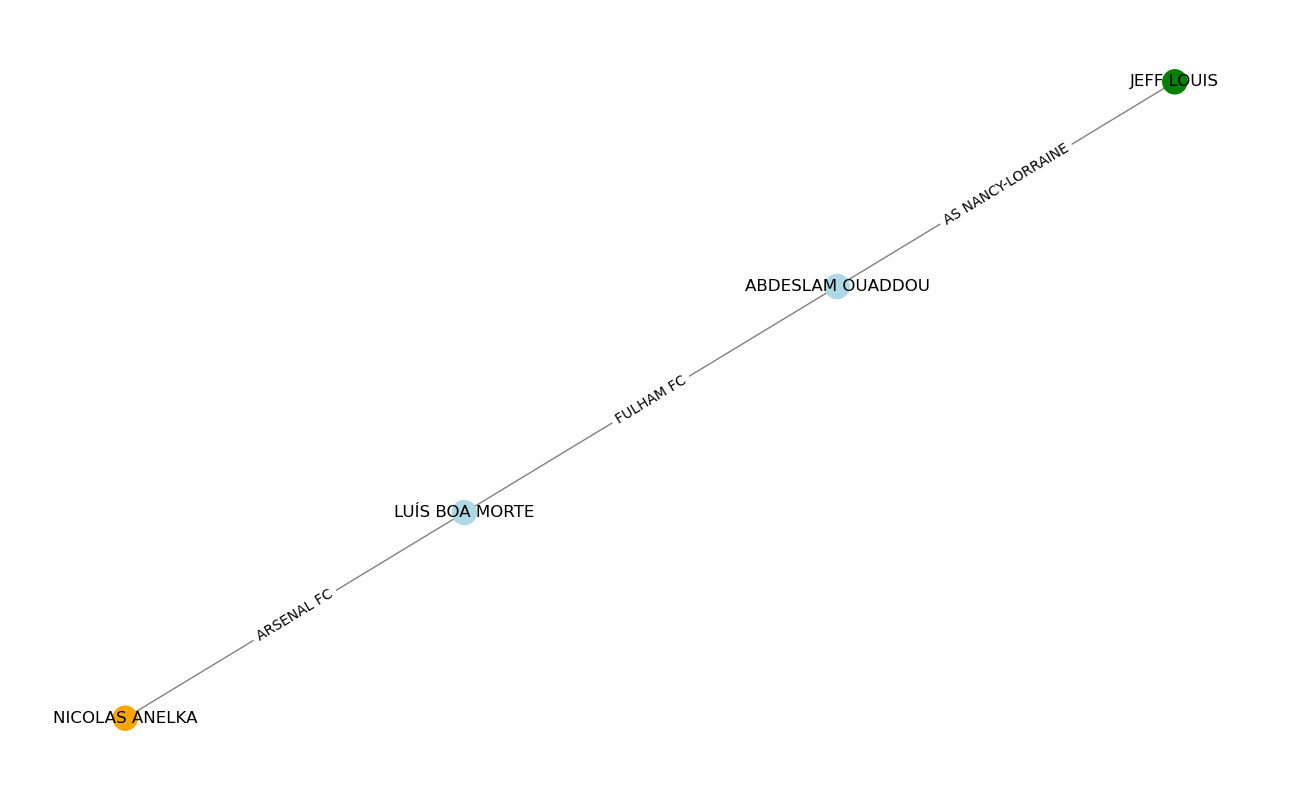 JEFF LOUIS
AS NANCY-LORRAINE
ABDESLAM OUADDOU
FULHAM FC
LUÍS BOA MORTE
ARSENAL FC
NICOLAS ANELKA